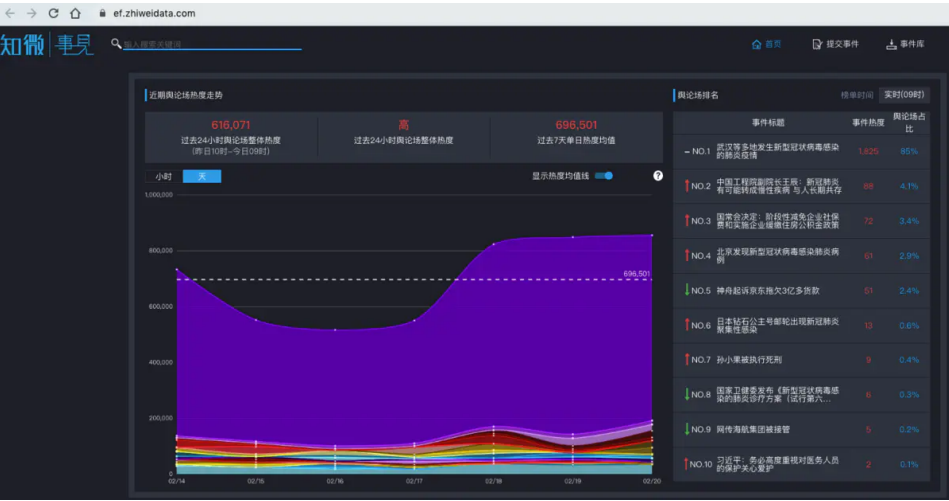 ef.zhiweidata.com
知微 事见
输入搜索关键词
首页
提交事件
事件库
近期舆论场热度走势
616,071
过去24小时舆论场整体热度
(昨日10时-今日09时)
高
过去24小时舆论场整体热度
696,501
过去7天单日热度均值
小时 天
显示热度均值线
?
1,000,000
800,000
696,501
600,000
400,000
200,000
0
02/14 02/15 02/16 02/17 02/18 02/19 02/20
舆论场排名
榜单时间 实时(09时)
事件标题 事件热度 舆论场占
比
– NO.1 武汉等多地发生新型冠状病毒感染
的肺炎疫情 1,825 85%
NO.2 中国工程院副院长王辰：新冠肺炎
有可能转成慢性疾病 与人长期共存 88 4.1%
NO.3 国常会决定：阶段性减免企业社保
费和实施企业缓缴住房公积金政策 72 3.4%
NO.4 北京发现新型冠状病毒感染肺炎病
例 61 2.9%
NO.5 神舟起诉京东拖欠3亿多货款 51 2.4%
NO.6 日本钻石公主号邮轮出现新冠肺炎
聚集性感染 13 0.6%
NO.7 孙小果被执行死刑 9 0.4%
NO.8 国家卫健委发布《新型冠状病毒感
染的肺炎诊疗方案（试行第六... 6 0.3%
NO.9 网传海航集团被接管 5 0.2%
NO.10 习近平：务必高度重视对医务人员
的保护关心爱护 2 0.1%